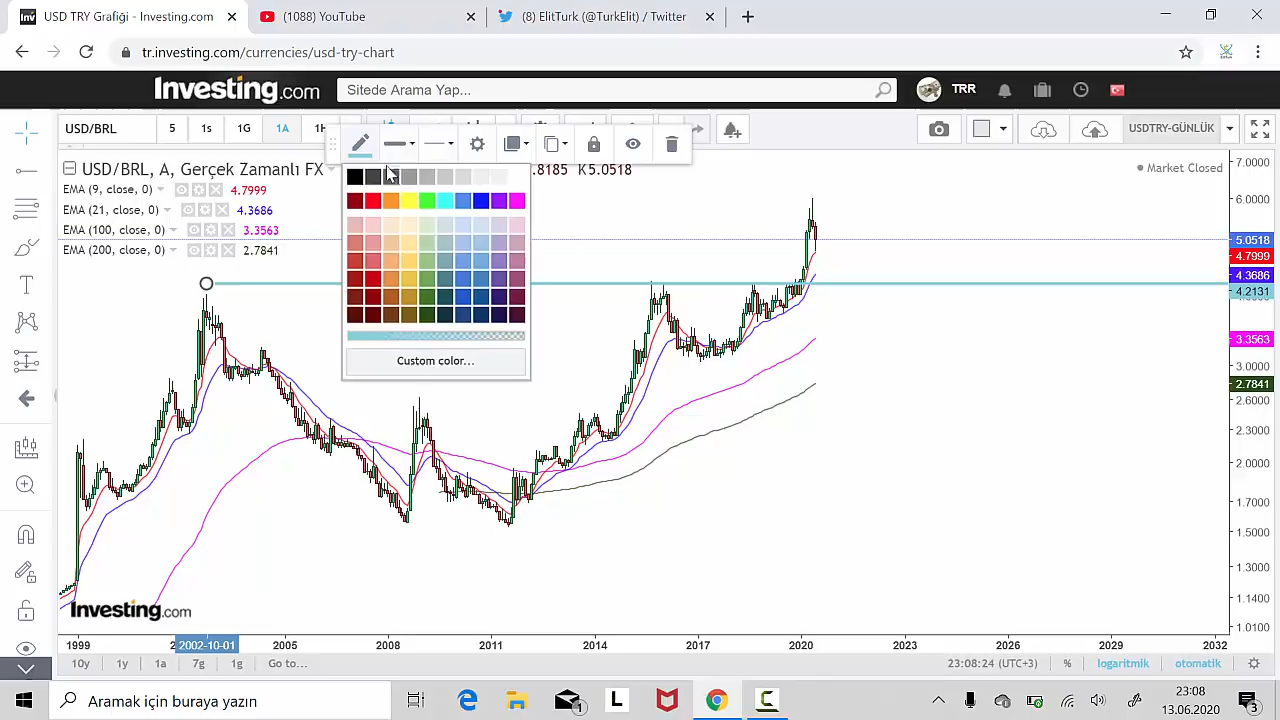 USD TRY Grafiği - Investing.com
(1088) YouTube
(8) ElitTurk (@TurkElit) / Twitter
tr.investing.com/currencies/usd-try-chart
Investing.com
Sitede Arama Yap...
TRR
USD/BRL
5
1s
1G
1A
USDTRY-GÜNLÜK
USD/BRL, A, Gerçek Zamanlı FX
.8185 K5.0518
Market Closed
EMA (9, close, 0)
4.7999
EMA (21, close, 0)
4.3686
EMA (100, close, 0)
3.3563
EMA (200, close, 0)
2.7841
Custom color...
7.0000
6.0000
5.0518
4.7999
4.3686
4.2131
3.3563
3.0000
2.7841
2.6000
2.3000
2.0000
1.7000
1.5000
1.3000
1.1400
1.0100
Investing.com
1999
2002-10-01
2005
2008
2011
2014
2017
2020
2023
2026
2029
2032
10y
1y
1a
7g
1g
Go to...
23:08:24 (UTC+3)
%
logaritmik
otomatik
Aramak için buraya yazın
1
L
23:08
13.06.2020
3